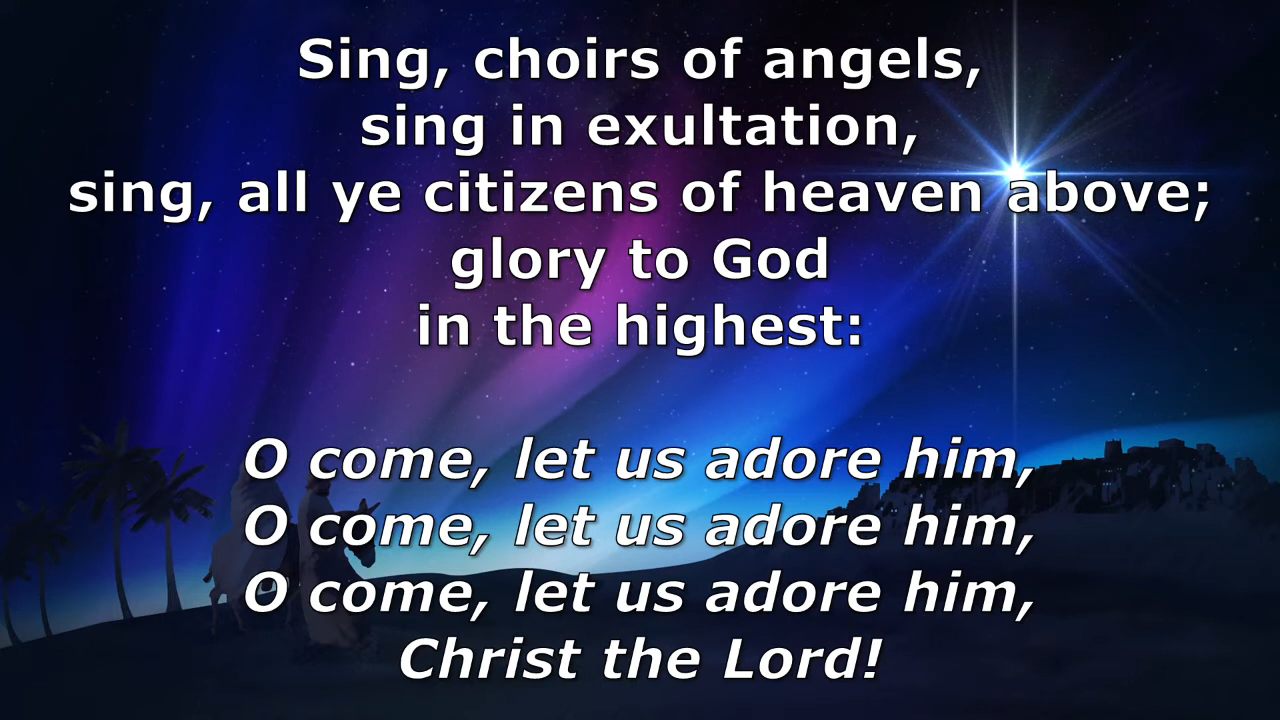 Sing, choirs of angels,
sing in exultation,
sing, all ye citizens of heaven above;
glory to God
in the highest:
O come, let us adore him,
O come, let us adore him,
O come, let us adore him,
Christ the Lord!